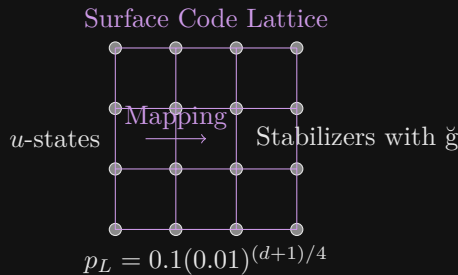 Surface Code Lattice
Mapping
u-states
Stabilizers with ğ
p_L = 0.1(0.01)^{(d+1)/4}